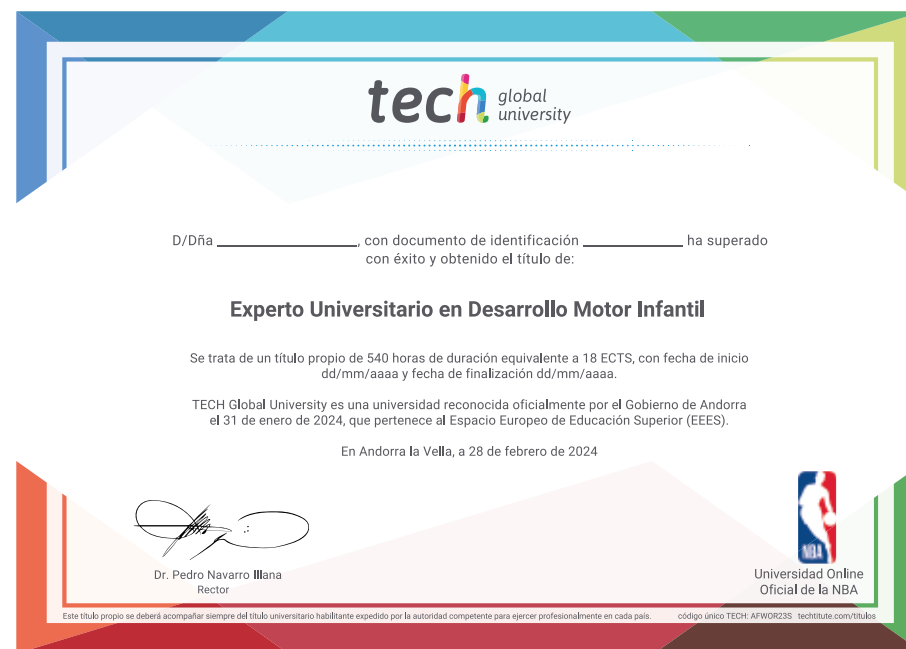 tech global university
D/Dña ____________________, con documento de identificación ______________ ha superado
con éxito y obtenido el título de:
Experto Universitario en Desarrollo Motor Infantil
Se trata de un título propio de 540 horas de duración equivalente a 18 ECTS, con fecha de inicio
dd/mm/aaaa y fecha de finalización dd/mm/aaaa.
TECH Global University es una universidad reconocida oficialmente por el Gobierno de Andorra
el 31 de enero de 2024, que pertenece al Espacio Europeo de Educación Superior (EEES).
En Andorra la Vella, a 28 de febrero de 2024
Dr. Pedro Navarro Illana
Rector
NBA
Universidad Online
Oficial de la NBA
Este título propio se deberá acompañar siempre del título universitario habilitante expedido por la autoridad competente para ejercer profesionalmente en cada país. código único TECH: AFWOR23S techtitute.com/titulos